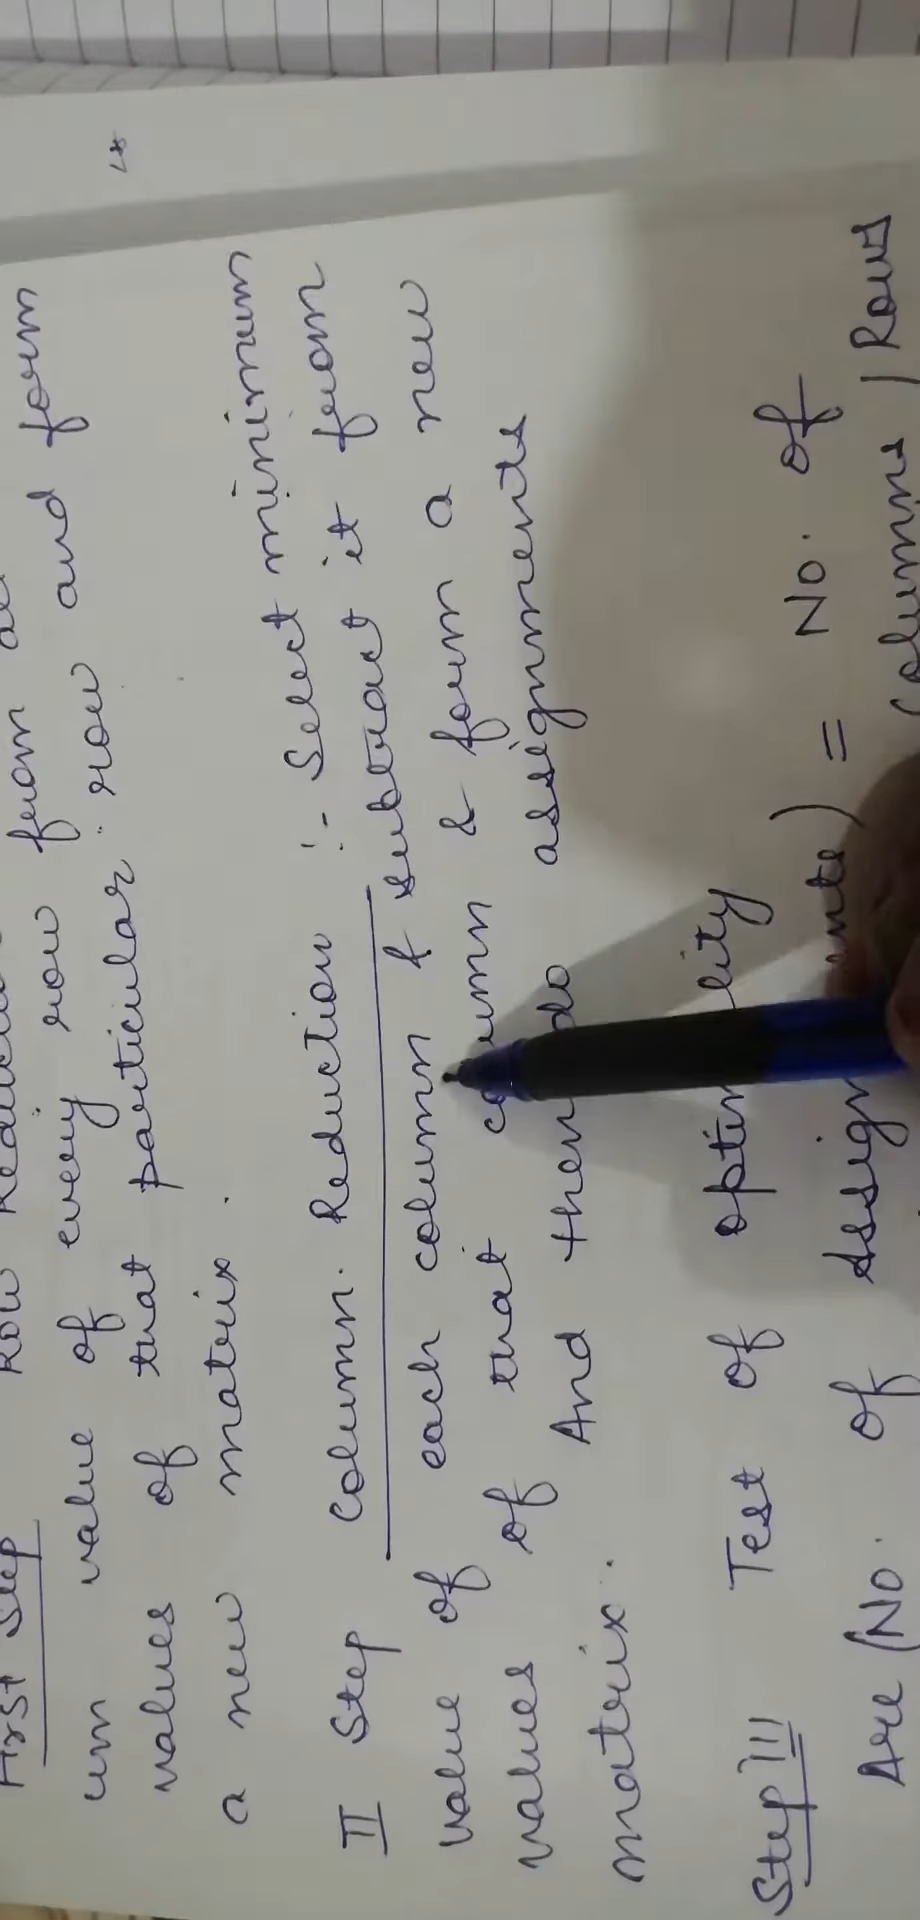 First Step Row
um value of every row from
values of that particular row and form
a new matrix.
II Step Column Reduction :- Select minimum
value of each column & subtract it from
values of that column & form a new
matrix. And then do assignments
Step III Test of optimality
Are (No. of Assignments) = No. of
Columns / Rows